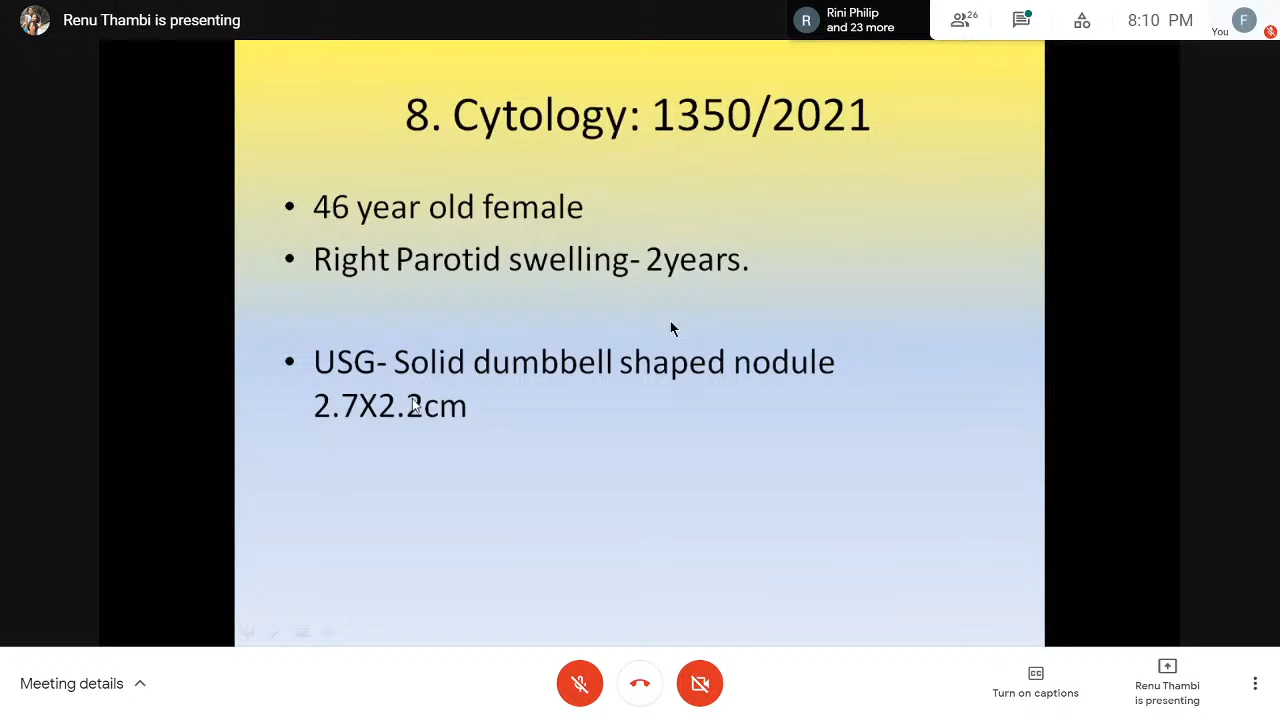 Renu Thambi is presenting
R
Rini Philip
and 23 more
26
8:10 PM
You
F
8. Cytology: 1350/2021
• 46 year old female
• Right Parotid swelling- 2years.
• USG- Solid dumbbell shaped nodule
2.7X2.2cm
Meeting details
CC
Turn on captions
Renu Thambi
is presenting